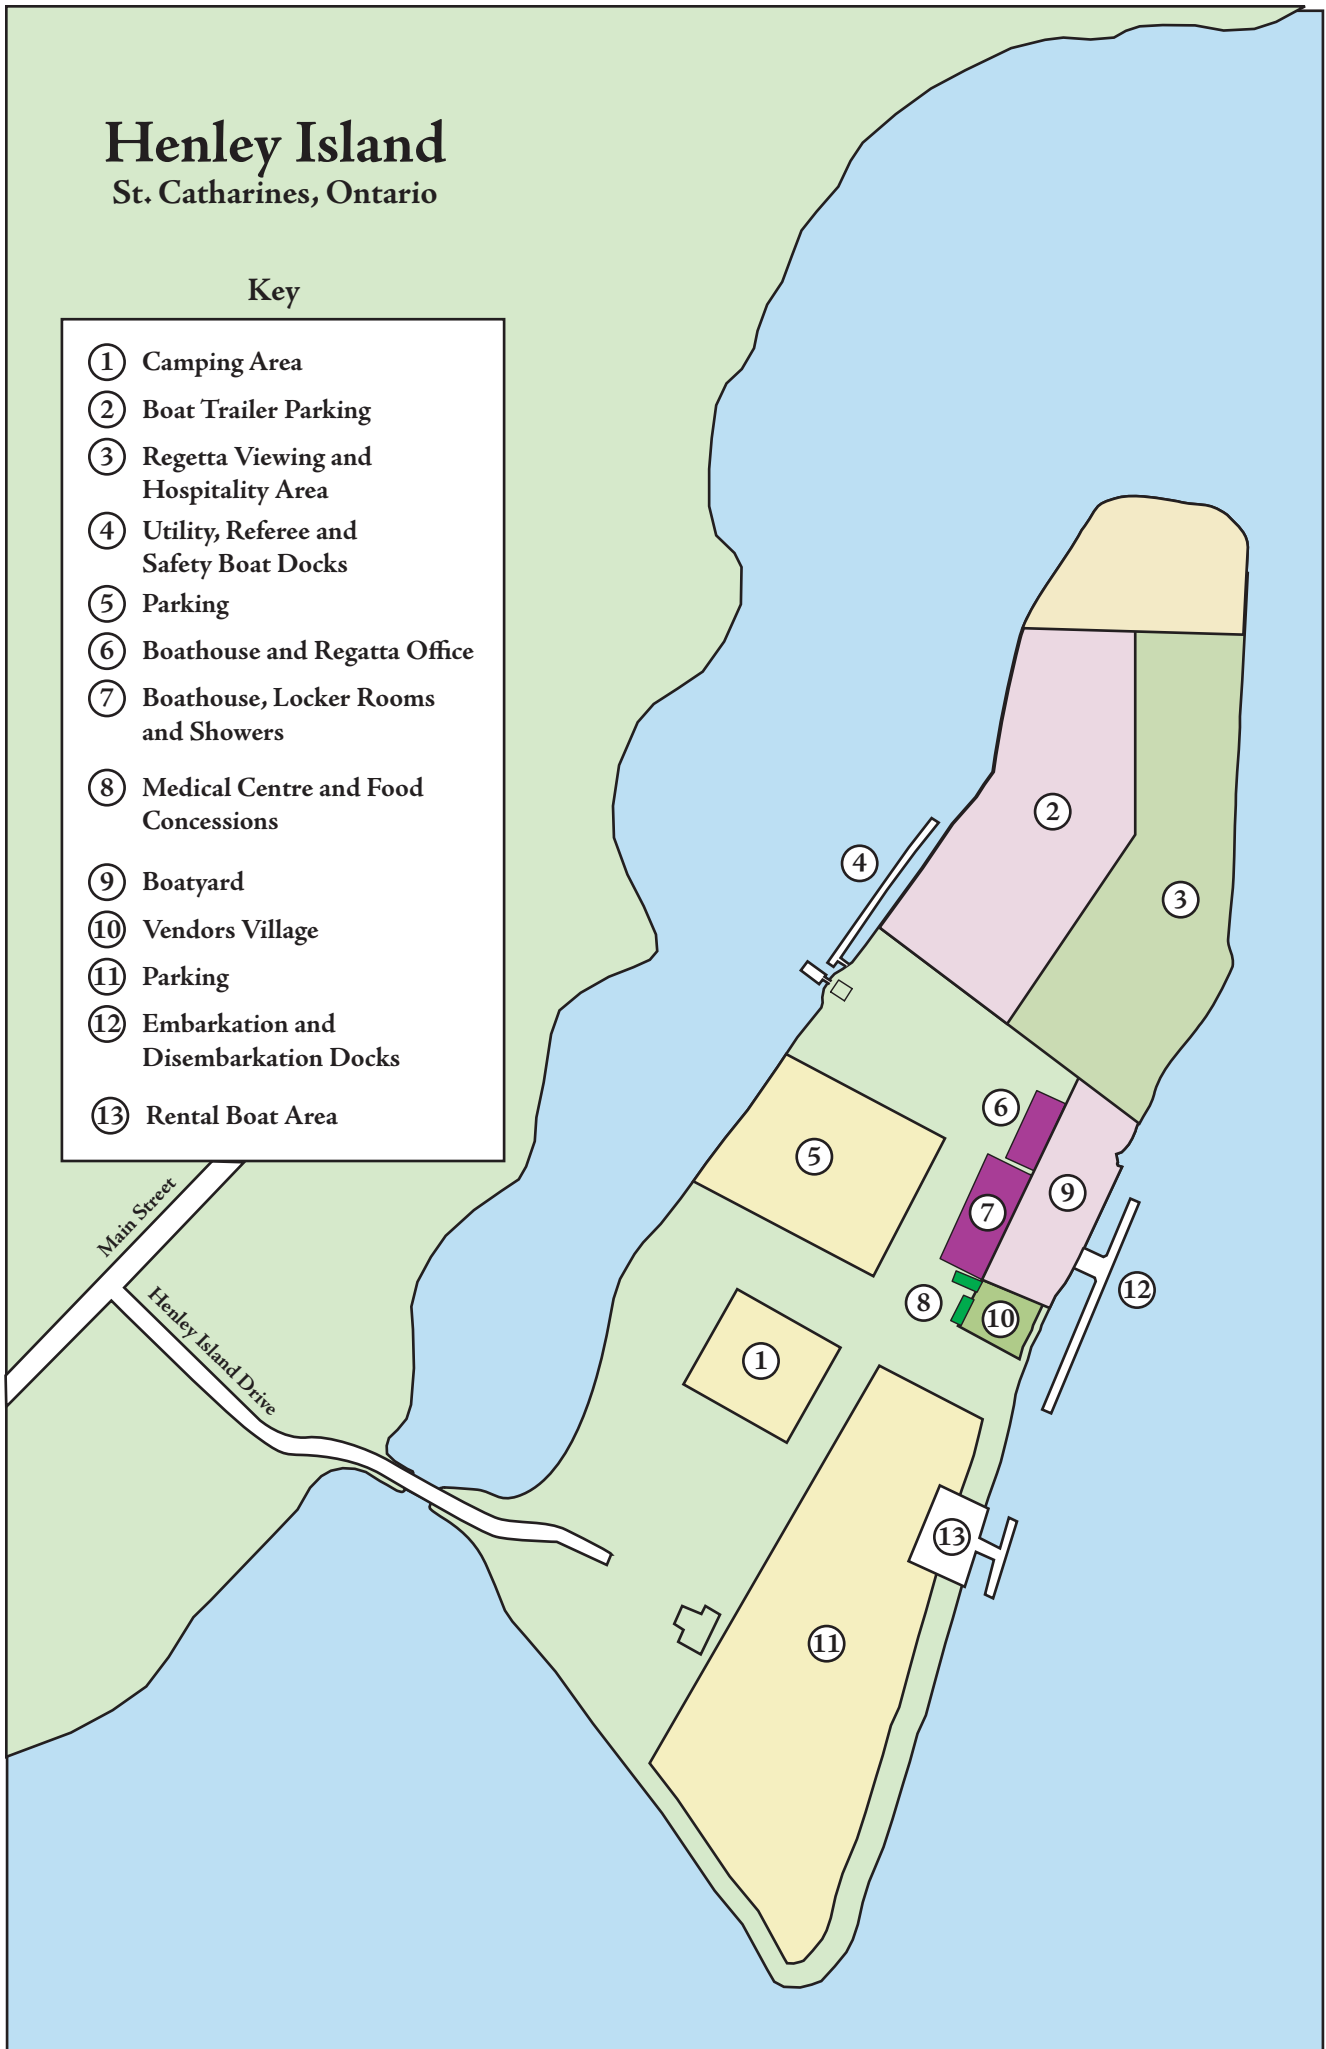 Henley Island
St. Catharines, Ontario
Key
1 Camping Area
2 Boat Trailer Parking
3 Regetta Viewing and
Hospitality Area
4 Utility, Referee and
Safety Boat Docks
5 Parking
6 Boathouse and Regatta Office
7 Boathouse, Locker Rooms
and Showers
8 Medical Centre and Food
Concessions
9 Boatyard
10 Vendors Village
11 Parking
12 Embarkation and
Disembarkation Docks
13 Rental Boat Area
Main Street
Henley Island Drive
2
4
3
6
5
9
7
12
8
10
1
13
11